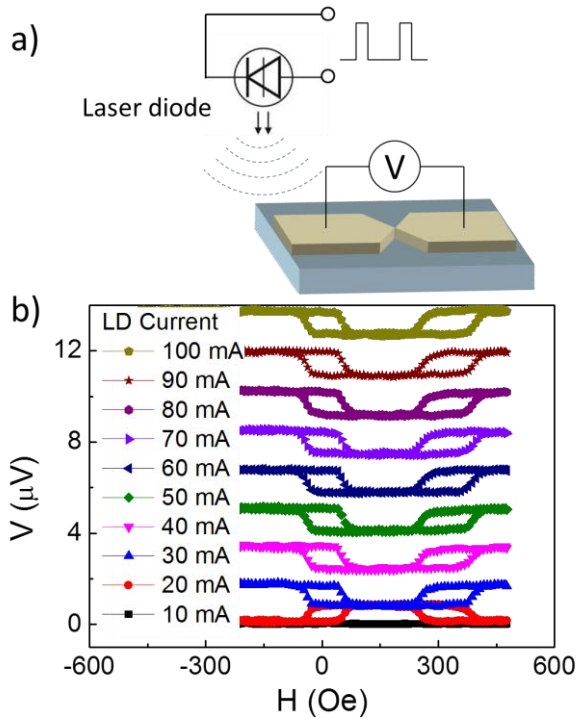 a)
Laser diode
V
b)
LD Current
100 mA
90 mA
80 mA
70 mA
60 mA
50 mA
40 mA
30 mA
20 mA
10 mA
12
8
4
0
V (μV)
-600
-300
0
300
600
H (Oe)